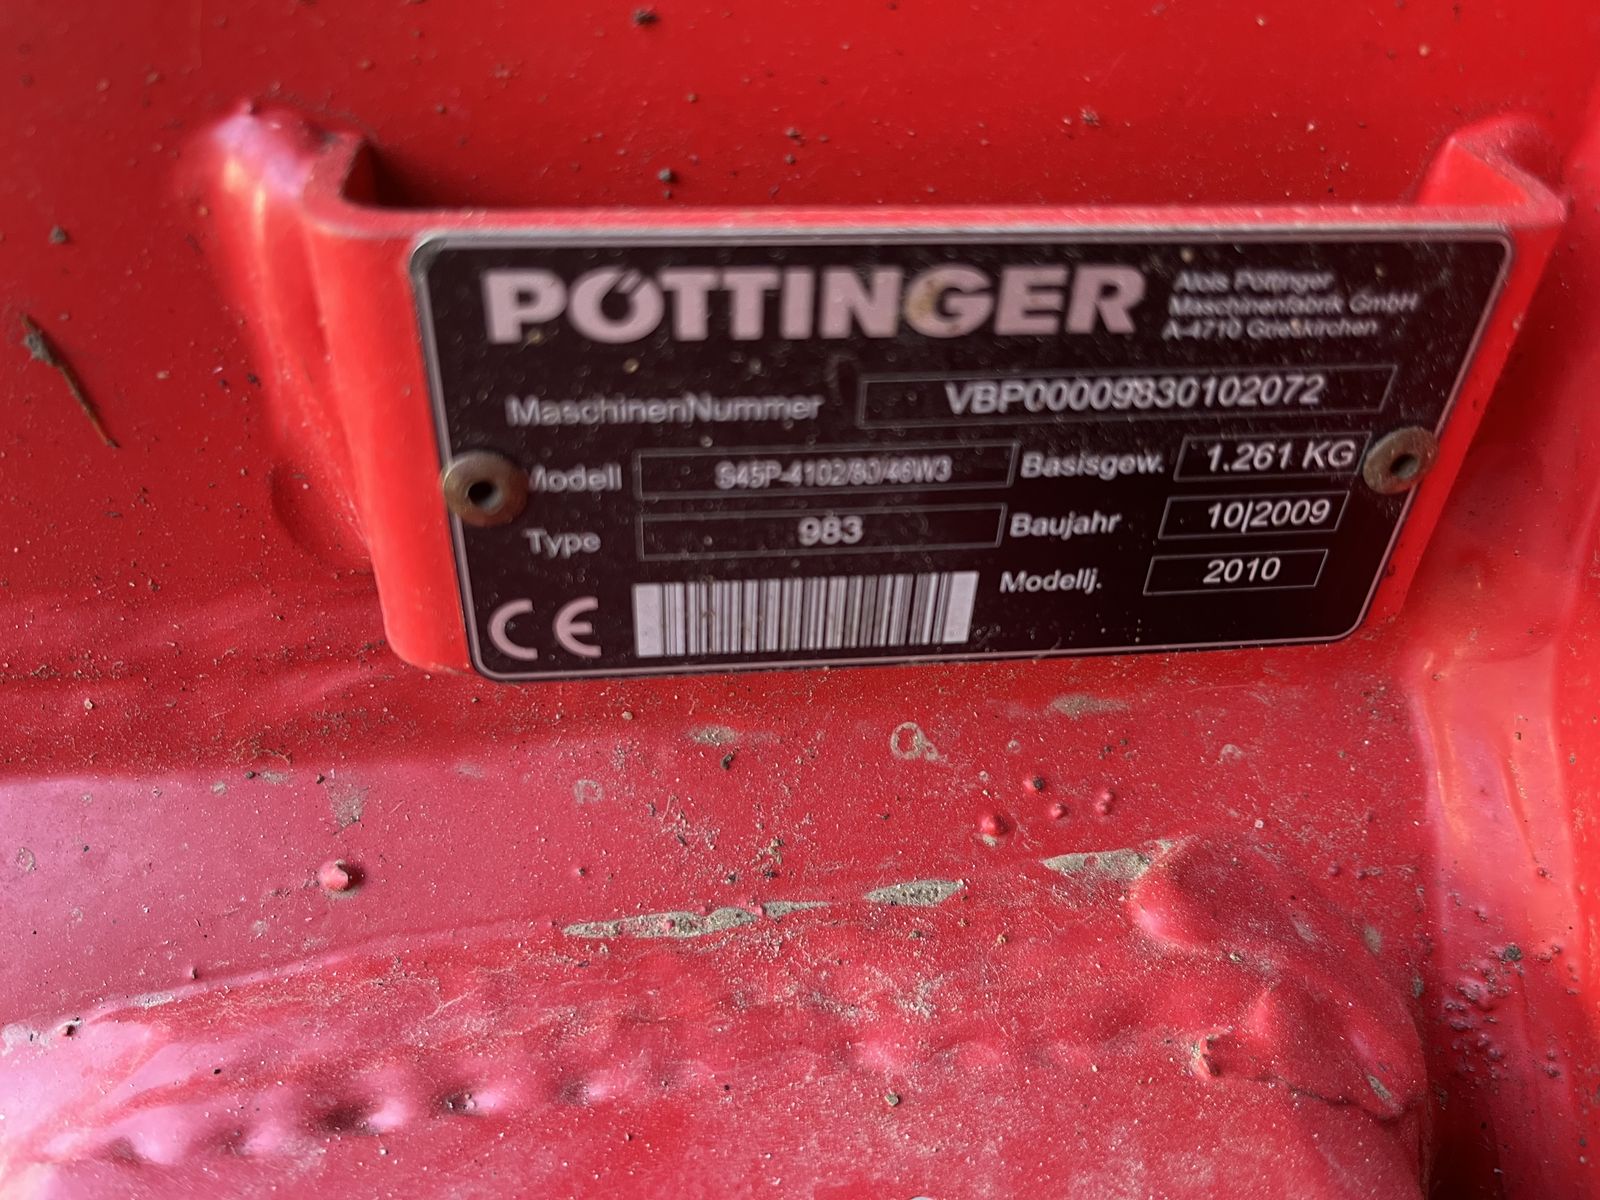 PÖTTINGER
Alois Pöttinger
Maschinenfabrik GmbH
A-4710 Grieskirchen
MaschinenNummer VBP00009830102072
Modell S45P-4102/80/46W3 Basisgew. 1.261 KG
Type 983 Baujahr 10|2009
Modellj. 2010
CE